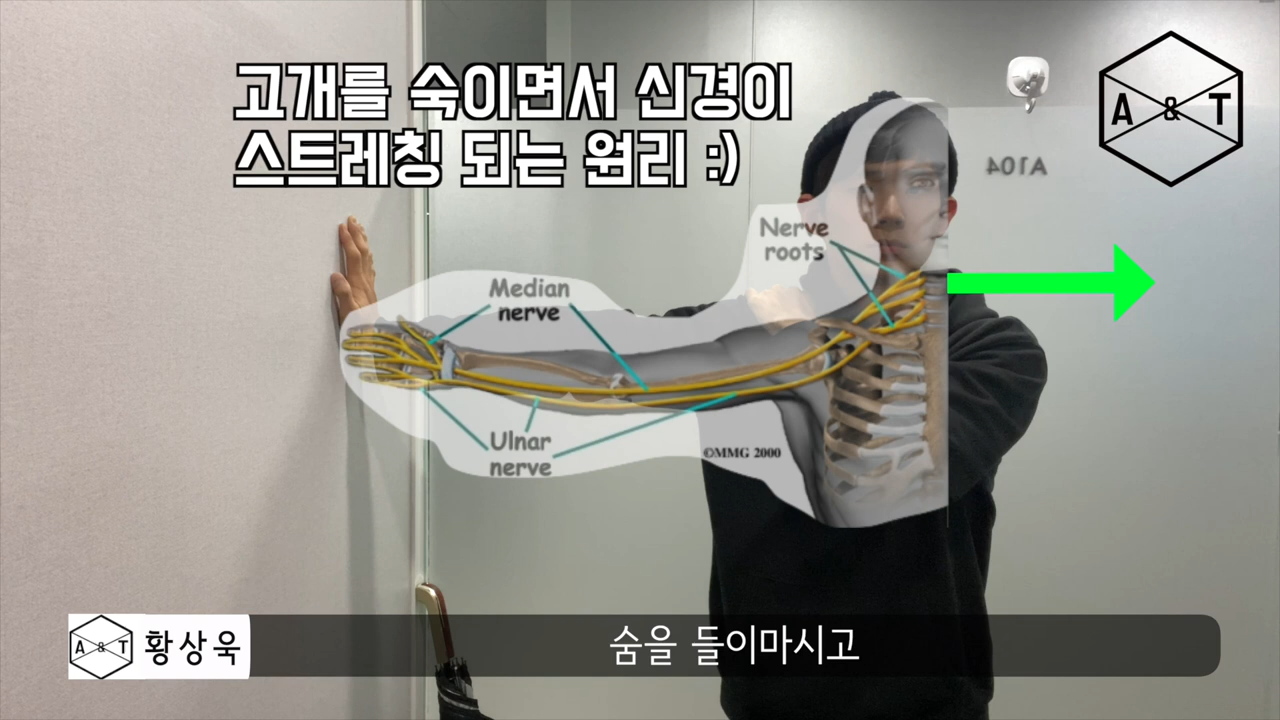 고개를 숙이면서 신경이
스트레칭 되는 원리 :)
A & T
A104
Nerve
roots
Median
nerve
Ulnar
nerve
©MMG 2000
A & T
황상욱
숨을 들이마시고